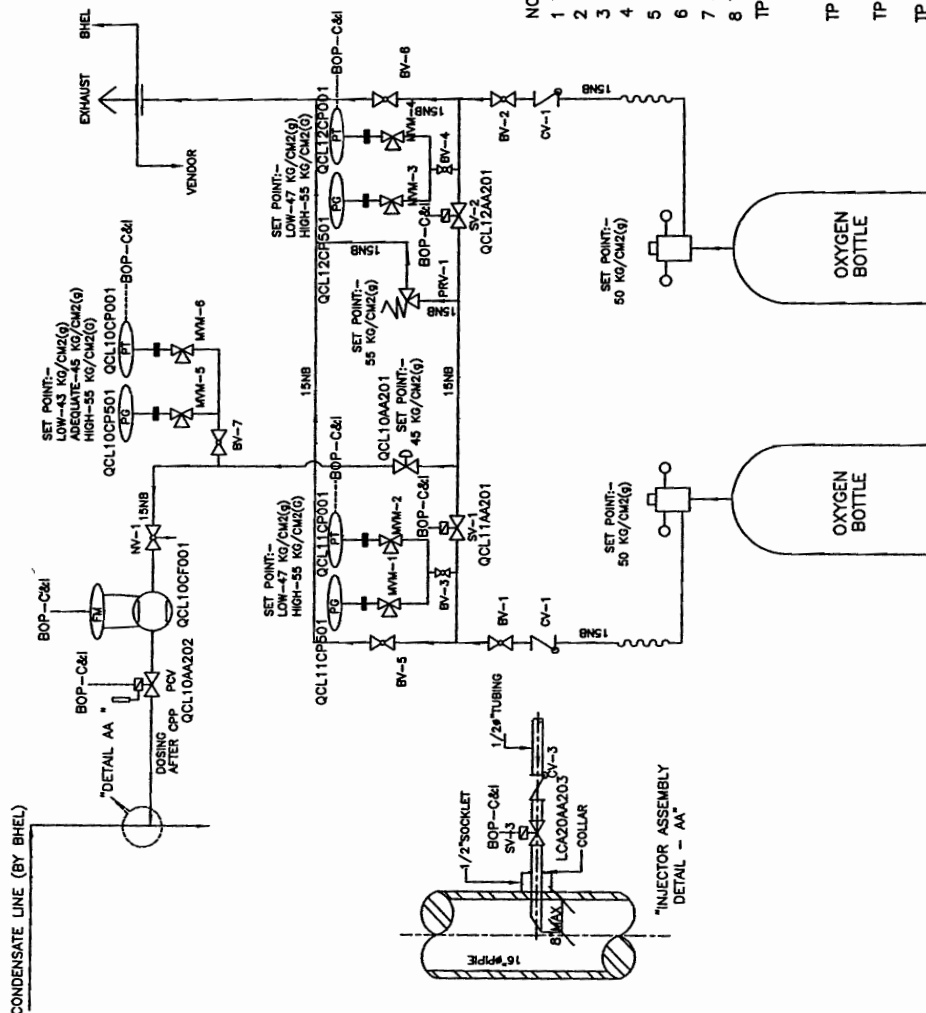 CONDENSATE LINE (BY BHEL)
EXHAUST
BHEL
VENDOR
"DETAIL AA "
DOSING
AFTER CPP
BOP-C&I
PCV
QCL10AA202
BOP-C&I
FM
QCL10CF001
NV-1
15NB
SET POINT:-
LOW-43 KG/CM2(g)
ADEQUATE-45 KG/CM2(g)
HIGH-55 KG/CM2(G)
QCL10CP501
QCL10CP001
PG
PT
BOP-C&I
MVM-5
MVM-6
BV-7
SET POINT:-
LOW-47 KG/CM2(g)
HIGH-55 KG/CM2(G)
QCL11CP501
QCL11CP001
PG
PT
BOP-C&I
MVM-1
MVM-2
BV-3
BV-5
BOP-C&I
SV-1
QCL11AA201
QCL10AA201
SET POINT:-
45 KG/CM2(g)
15NB
15NB
SET POINT:-
55 KG/CM2(g)
PRV-1
15NB
15NB
SET POINT:-
LOW-47 KG/CM2(g)
HIGH-55 KG/CM2(G)
QCL12CP501
QCL12CP001
PG
PT
BOP-C&I
MVM-3
MVM-4
BV-4
BV-6
15NB
BOP-C&I
SV-2
QCL12AA201
BV-1
CV-1
15NB
BV-2
CV-1
15NB
SET POINT:-
50 KG/CM2(g)
OXYGEN
BOTTLE
SET POINT:-
50 KG/CM2(g)
OXYGEN
BOTTLE
1/2"SOCKLET
BOP-C&I
SV-3
1/2ø"TUBING
CV-3
LCA20AA203
COLLAR
8"MAX
16"øPIPIE
"INJECTOR ASSEMBLY
DETAIL - AA"
NO
1
2
3
4
5
6
7
8
TP
TP
TP
TP